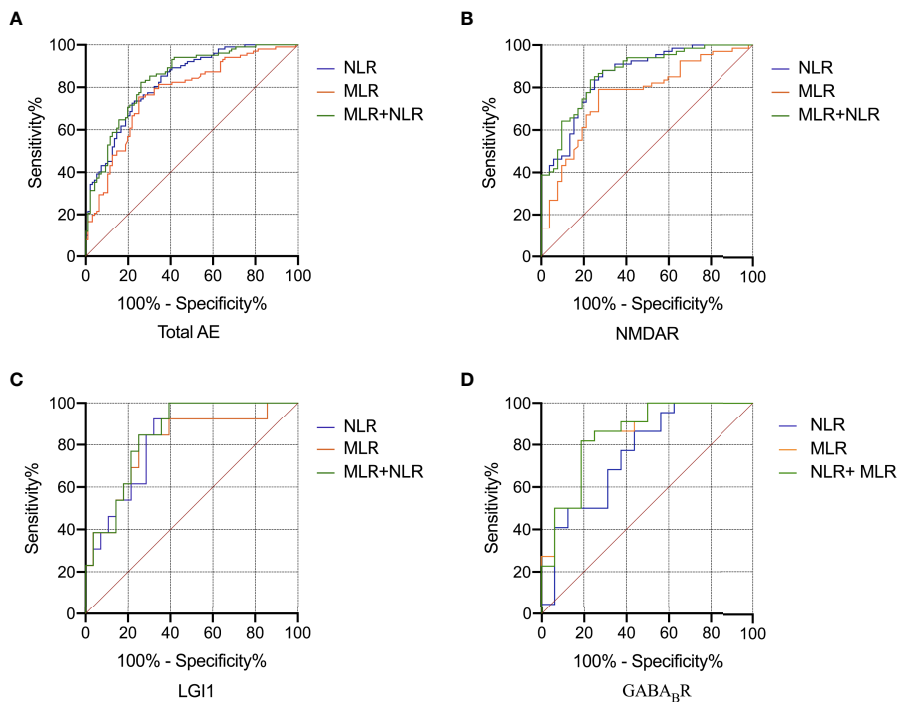 A
Sensitivity%
100
80
60
40
20
0
0 20 40 60 80 100
100% - Specificity%
Total AE
NLR
MLR
MLR+NLR
B
Sensitivity%
100
80
60
40
20
0
0 20 40 60 80 100
100% - Specificity%
NMDAR
NLR
MLR
MLR+NLR
C
Sensitivity%
100
80
60
40
20
0
0 20 40 60 80 100
100% - Specificity%
LGI1
NLR
MLR
MLR+NLR
D
Sensitivity%
100
80
60
40
20
0
0 20 40 60 80 100
100% - Specificity%
GABA_BR
NLR
MLR
NLR+ MLR